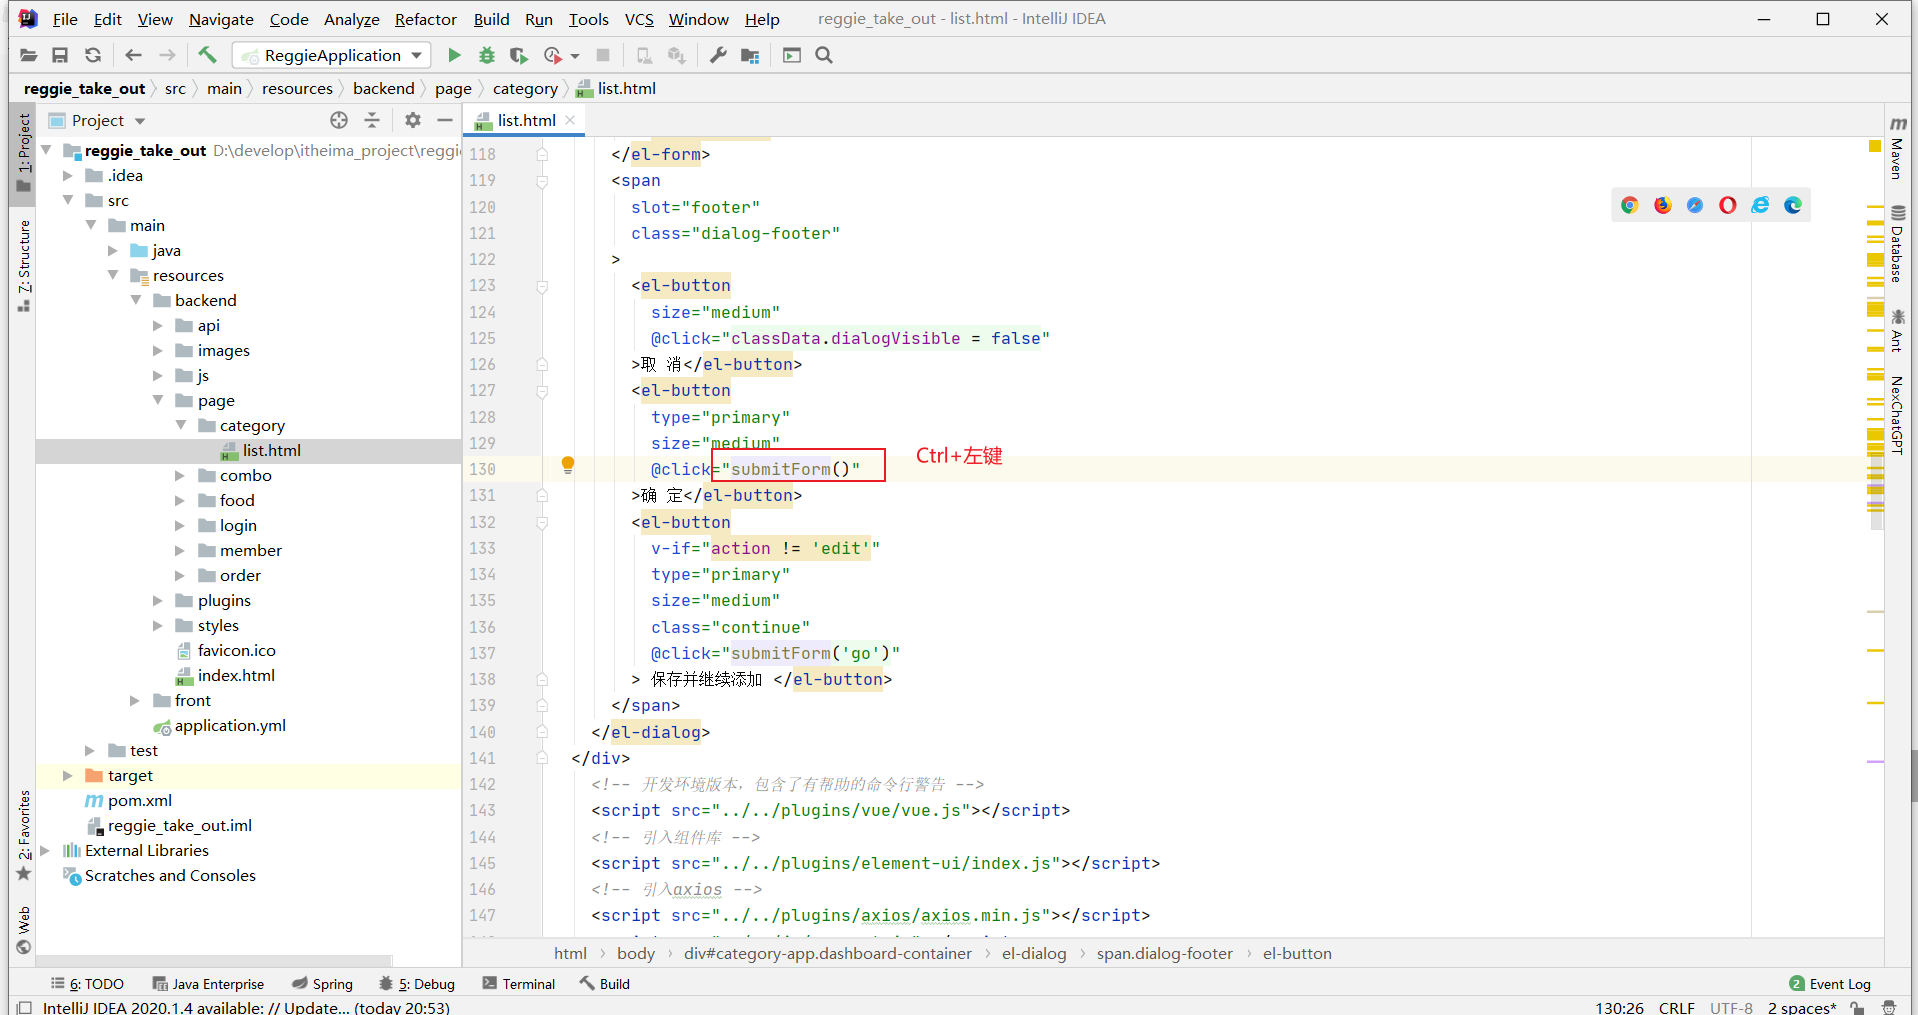 File Edit View Navigate Code Analyze Refactor Build Run Tools VCS Window Help reggie_take_out - list.html - IntelliJ IDEA
ReggieApplication
reggie_take_out src main resources backend page category list.html
Project
list.html
1: Project
7: Structure
2: Favorites
Web
reggie_take_out D:\develop\itheima_project\reggi
.idea
src
main
java
resources
backend
api
images
js
page
category
list.html
combo
food
login
member
order
plugins
styles
favicon.ico
index.html
front
application.yml
test
target
pom.xml
reggie_take_out.iml
External Libraries
Scratches and Consoles
118 </el-form>
119 <span
120 slot="footer"
121 class="dialog-footer"
122 >
123 <el-button
124 size="medium"
125 @click="classData.dialogVisible = false"
126 >取 消</el-button>
127 <el-button
128 type="primary"
129 size="medium"
130 @click="submitForm()"
Ctrl+左键
131 >确 定</el-button>
132 <el-button
133 v-if="action != 'edit'"
134 type="primary"
135 size="medium"
136 class="continue"
137 @click="submitForm('go')"
138 > 保存并继续添加 </el-button>
139 </span>
140 </el-dialog>
141 </div>
142 <!-- 开发环境版本，包含了有帮助的命令行警告 -->
143 <script src="../../plugins/vue/vue.js"></script>
144 <!-- 引入组件库 -->
145 <script src="../../plugins/element-ui/index.js"></script>
146 <!-- 引入axios -->
147 <script src="../../plugins/axios/axios.min.js"></script>
html body div#category-app.dashboard-container el-dialog span.dialog-footer el-button
Maven
Database
Ant
NexChatGPT
6: TODO Java Enterprise Spring 5: Debug Terminal Build 2 Event Log
IntelliJ IDEA 2020.1.4 available: // Update... (today 20:53) 130:26 CRLF UTF-8 2 spaces*